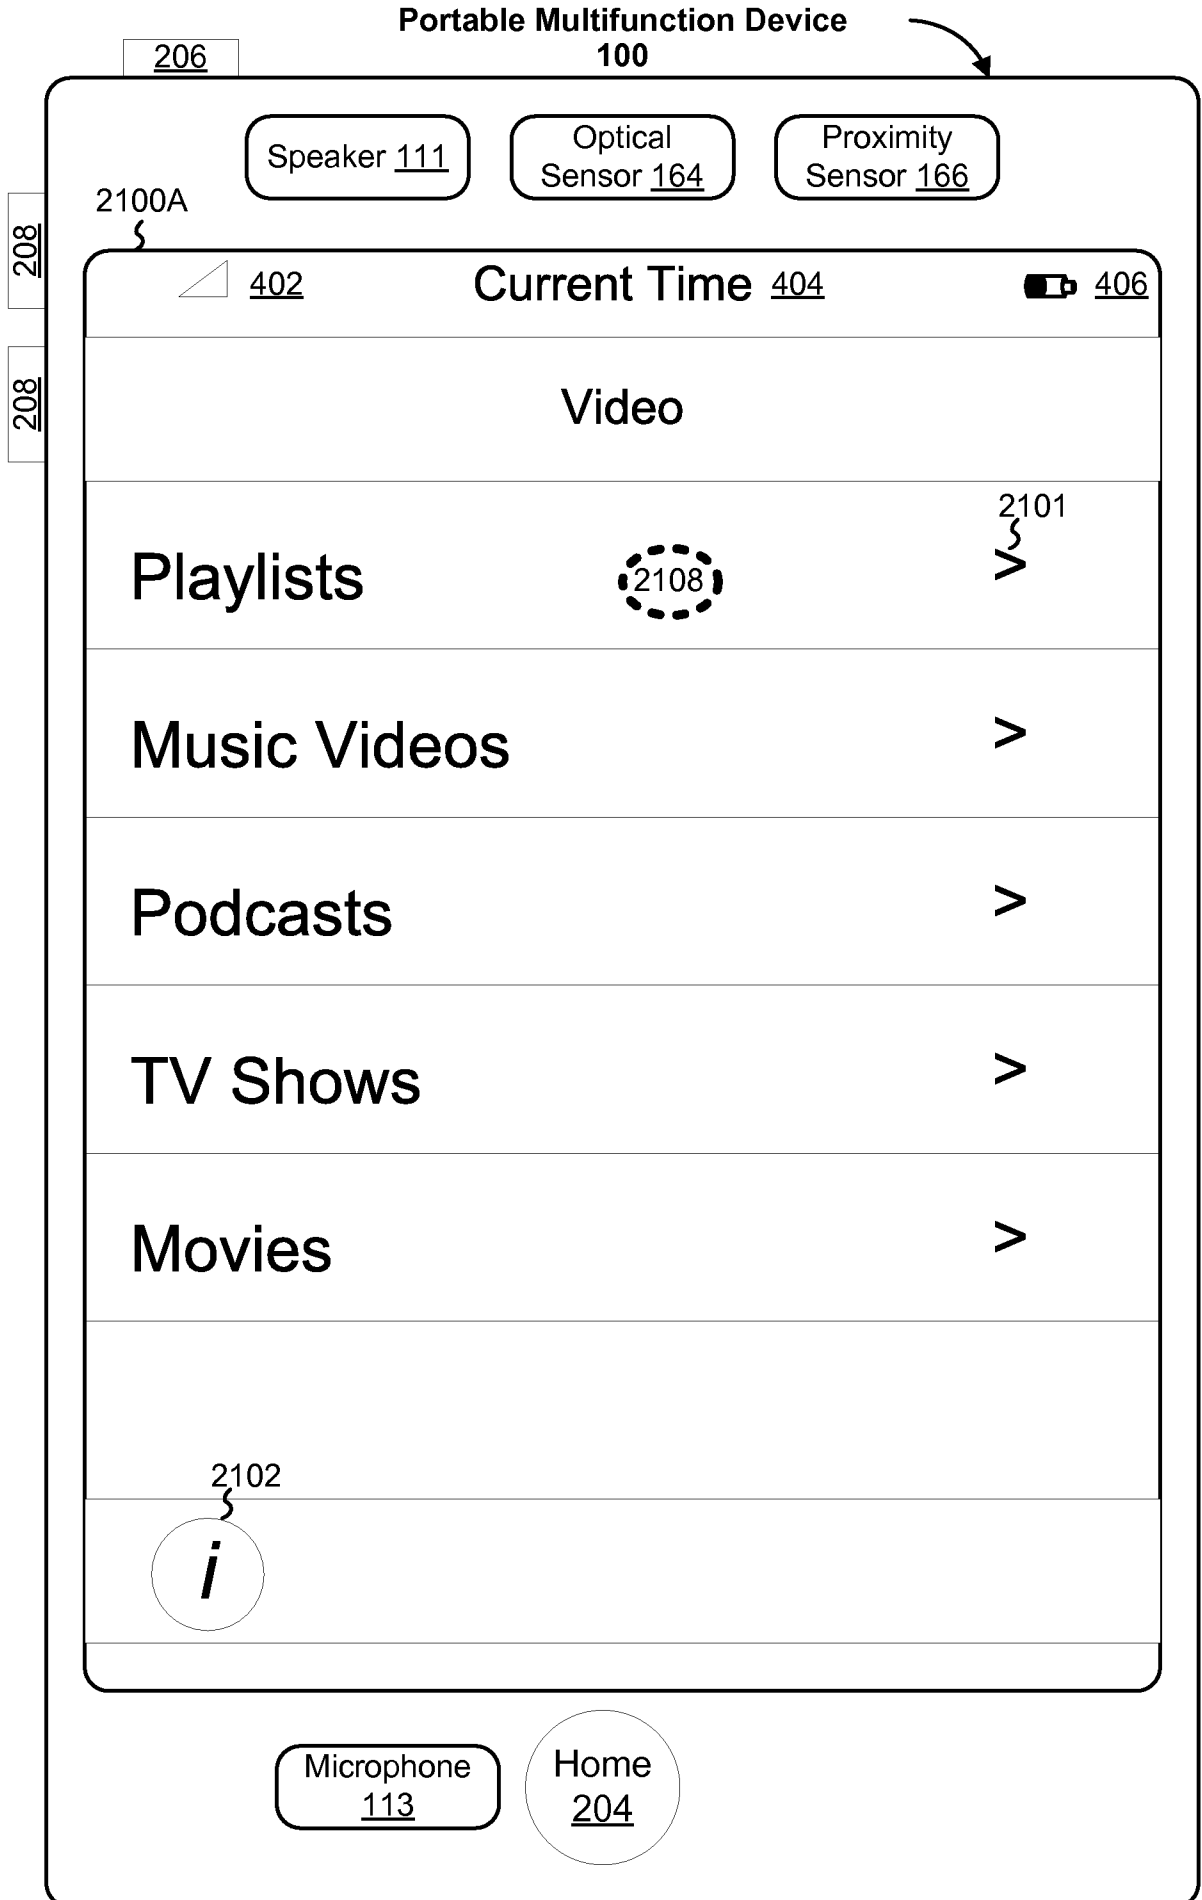 Portable Multifunction Device
100
206
Speaker 111
Optical
Sensor 164
Proximity
Sensor 166
2100A
208
402
Current Time 404
406
208
Video
2101
Playlists
2108
>
Music Videos
>
Podcasts
>
TV Shows
>
Movies
>
2102
i
Microphone
113
Home
204